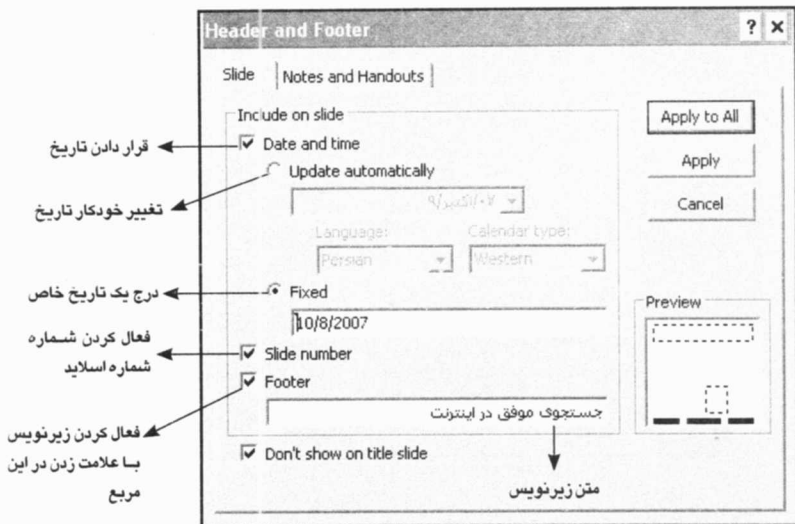 Header and Footer
? ×
Slide
Notes and Handouts
Include on slide
Date and time
Update automatically
۹/اکتبر/۰۷
Language:
Calendar type:
Persian
Western
Fixed
10/8/2007
Slide number
Footer
جستجوی موفق در اینترنت
Don't show on title slide
Apply to All
Apply
Cancel
Preview
قرار دادن تاریخ
تغییر خودکار تاریخ
درج یک تاریخ خاص
فعال کردن شماره
شماره اسلاید
فعال کردن زیرنویس
با علامت زدن در این
مربع
متن زیرنویس